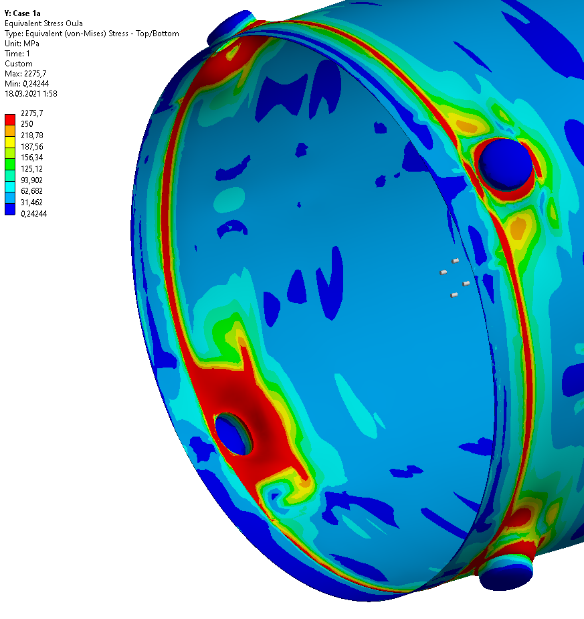 Y: Case 1a
Equivalent Stress Oula
Type: Equivalent (von-Mises) Stress - Top/Bottom
Unit: MPa
Time: 1
Custom
Max: 2275,7
Min: 0,24244
18.03.2021 1:58
2275,7
250
218,78
187,56
156,34
125,12
93,902
62,682
31,462
0,24244